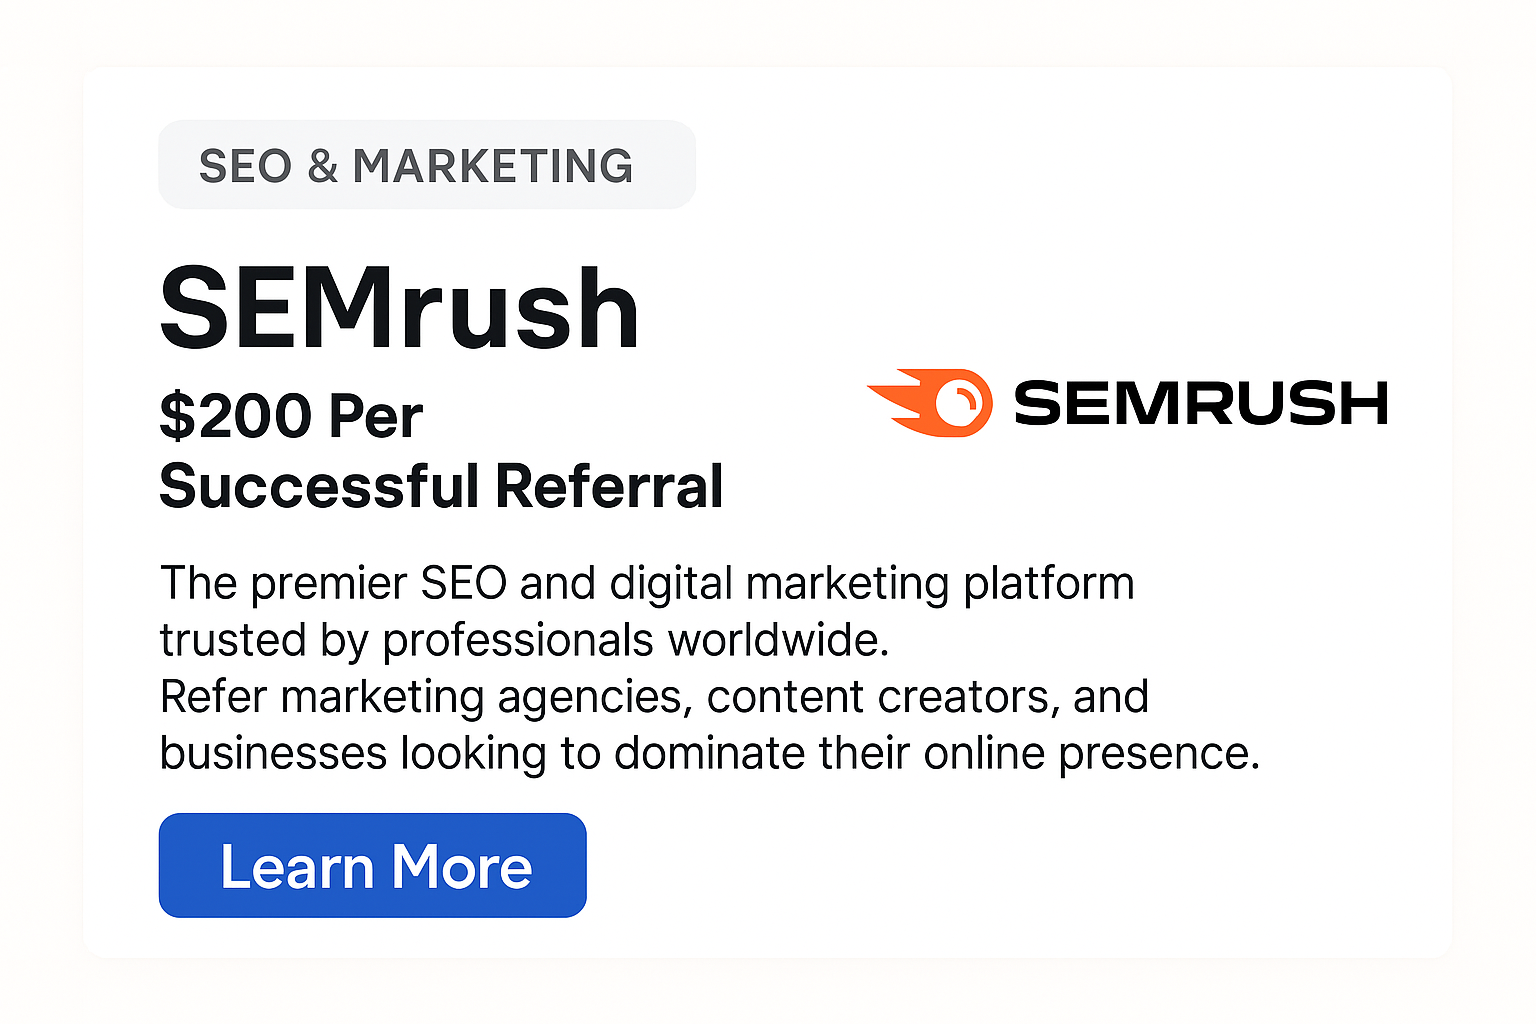 SEO & MARKETING
SEMrush
$200 Per
Successful Referral
SEMRUSH
The premier SEO and digital marketing platform
trusted by professionals worldwide.
Refer marketing agencies, content creators, and
businesses looking to dominate their online presence.
Learn More